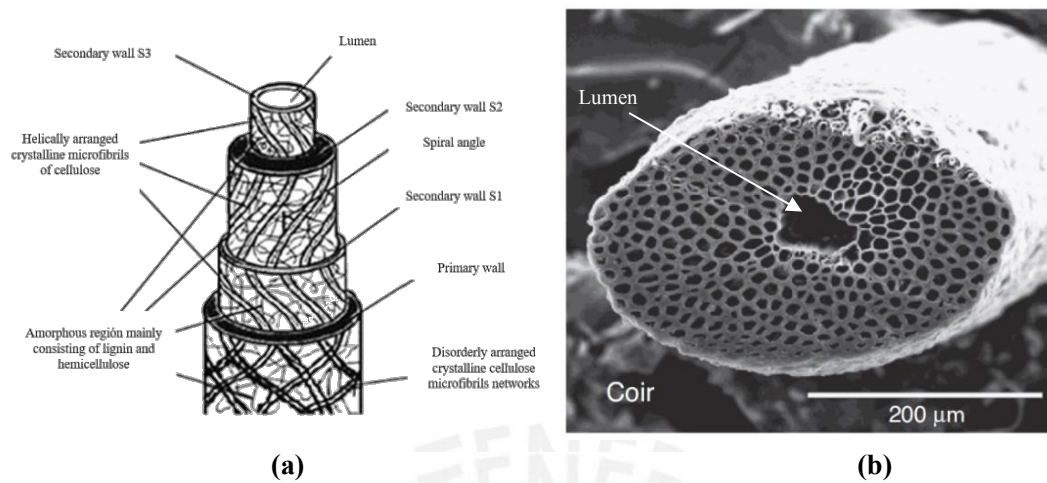 Secondary wall S3
Lumen
Helically arranged
crystalline microfibrils
of cellulose
Secondary wall S2
Spiral angle
Secondary wall S1
Primary wall
Amorphous región mainly
consisting of lignin and
hemicellulose
Disorderly arranged
crystalline cellulose
microfibrils networks
(a)
Lumen
Coir
200 μm
(b)